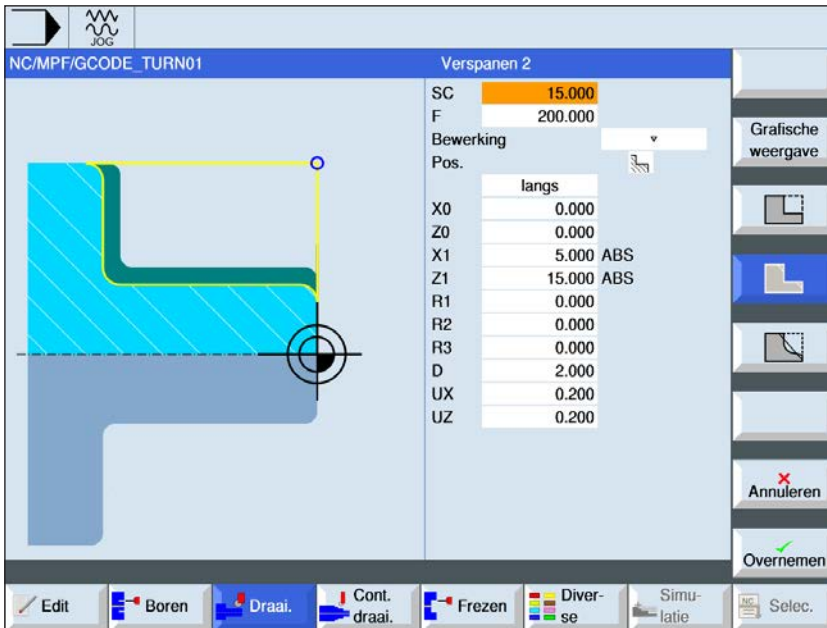 JOG
NC/MPF/GCODE_TURN01
Verspanen 2
SC 15.000
F 200.000
Bewerking
Pos.
langs
X0 0.000
Z0 0.000
X1 5.000 ABS
Z1 15.000 ABS
R1 0.000
R2 0.000
R3 0.000
D 2.000
UX 0.200
UZ 0.200
Grafische
weergave
Annuleren
Overnemen
Edit
Boren
Draai.
Cont.
draai.
Frezen
Diver-
se
Simu-
latie
NC
Selec.